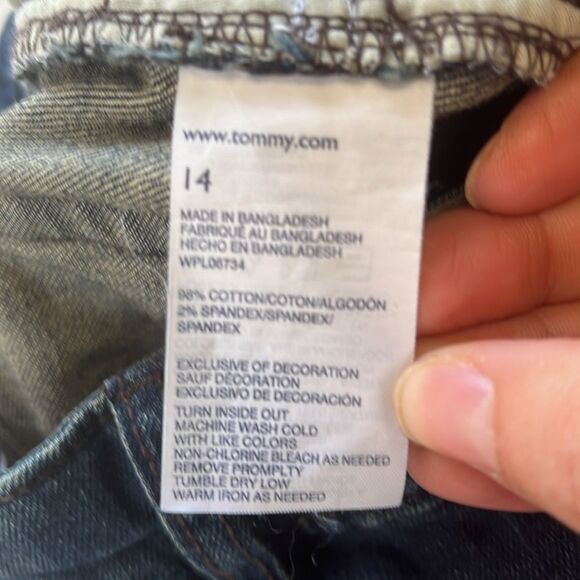 www.tommy.com
14
MADE IN BANGLADESH
FABRIQUÉ AU BANGLADESH
HECHO EN BANGLADESH
WPL06734
98% COTTON/COTON/ALGODÓN
2% SPANDEX/SPANDEX/
SPANDEX
EXCLUSIVE OF DECORATION
SAUF DÉCORATION
EXCLUSIVO DE DECORACIÓN
TURN INSIDE OUT
MACHINE WASH COLD
WITH LIKE COLORS
NON-CHLORINE BLEACH AS NEEDED
REMOVE PROMPLTY
TUMBLE DRY LOW
WARM IRON AS NEEDED